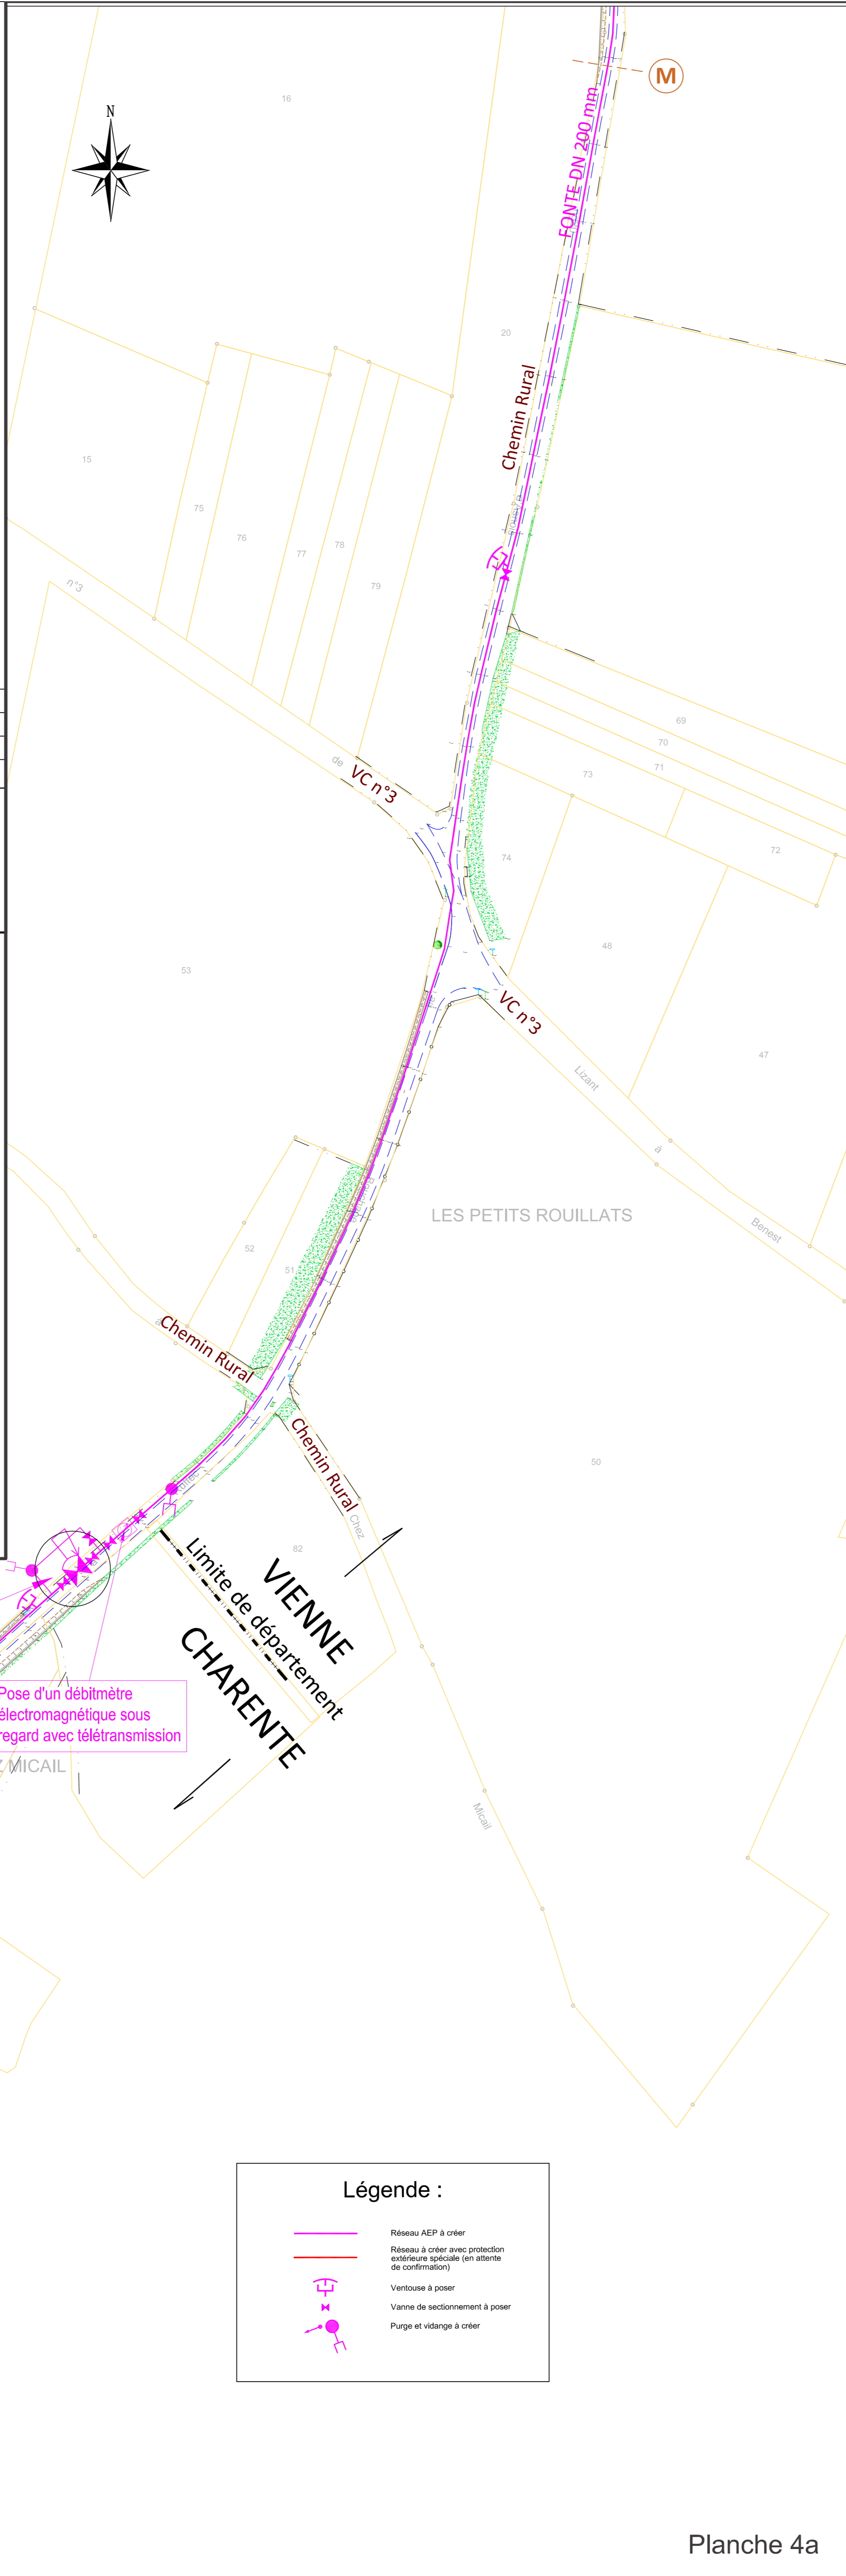 M
N
16
FONTE DN 200 mm
20
Chemin Rural
15
75
76
77
78
79
n°3
69
70
71
73
de
VC n°3
72
74
48
53
VC n°3
47
Lizant
à
LES PETITS ROUILLATS
Benest
52
51
à
Chemin Rural
Chemin Rural
50
Chez
82
Limite de département
VIENNE
CHARENTE
Pose d'un débitmètre
électromagnétique sous
regard avec télétransmission
Z MICAIL
Micail
Légende :
Réseau AEP à créer
Réseau à créer avec protection
extérieure spéciale (en attente
de confirmation)
Ventouse à poser
Vanne de sectionnement à poser
Purge et vidange à créer
Planche 4a